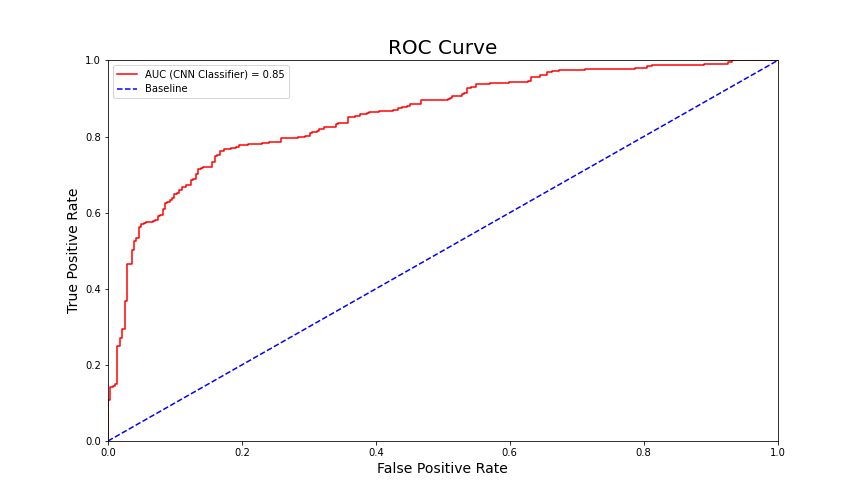 ROC Curve
AUC (CNN Classifier) = 0.85
Baseline
True Positive Rate
1.0
0.8
0.6
0.4
0.2
0.0
0.0 0.2 0.4 0.6 0.8 1.0
False Positive Rate